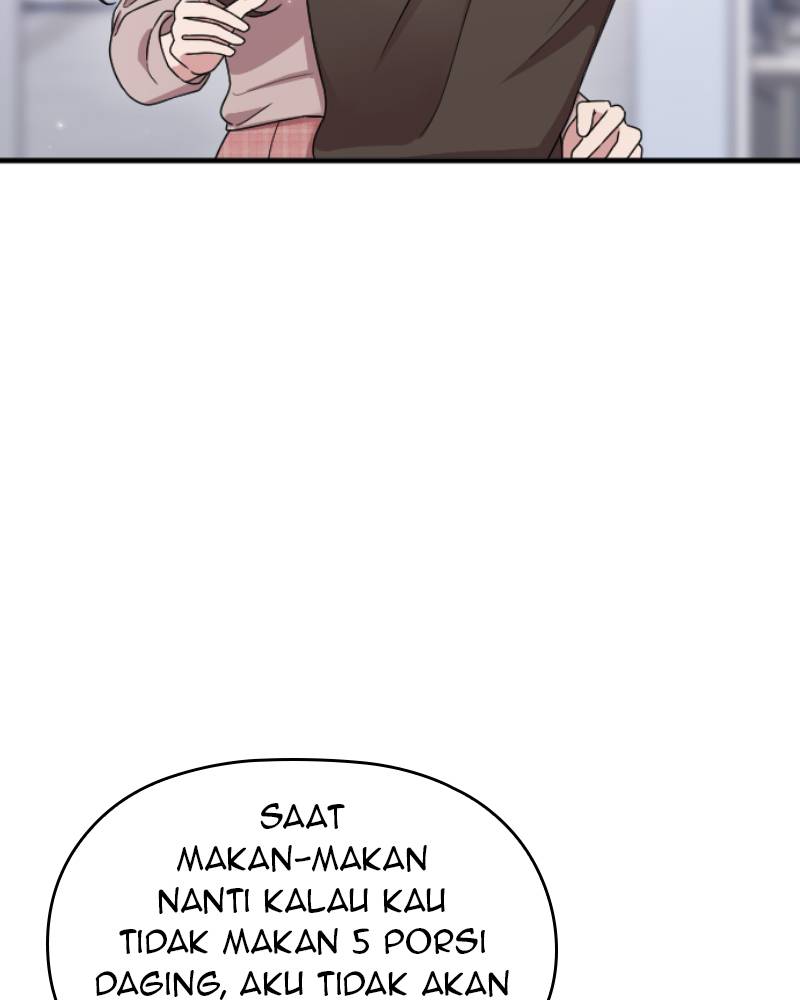 SAAT
MAKAN-MAKAN
NANTI KALAU KAU
TIDAK MAKAN 5 PORSI
DAGING, AKU TIDAK AKAN